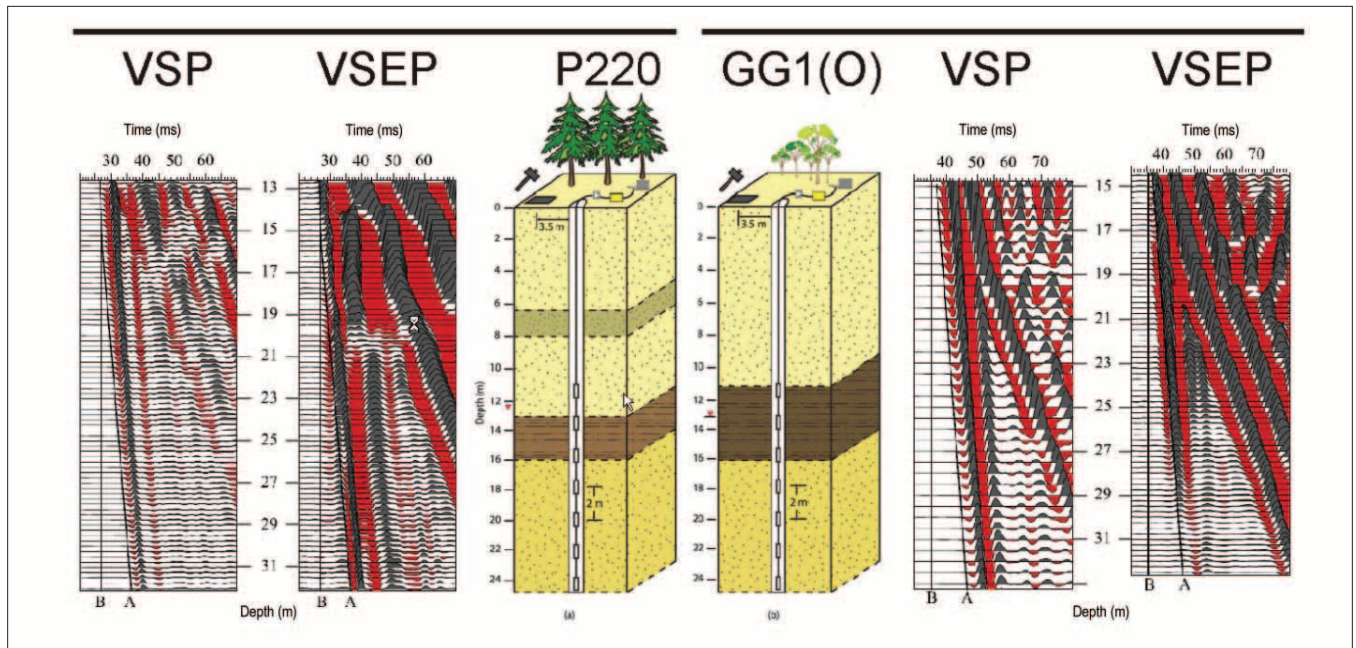 VSP VSEP P220 GG1(O) VSP VSEP
Time (ms) Time (ms) Time (ms) Time (ms)
30 40 50 60
30 40 50 60
40 50 60 70
40 50 60 70
13
15
17
19
21
23
25
27
29
31
B A
B A
Depth (m)
3.5 m
0
2
4
6
8
10
12
14
16
18
20
22
24
Depth (m)
2 m
(a)
3.5 m
0
2
4
6
8
10
12
14
16
18
20
22
24
Depth (m)
2 m
(b)
15
17
19
21
23
25
27
29
31
B A
B A
Depth (m)